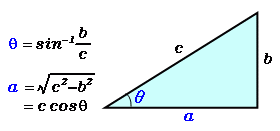 θ = sin⁻¹ b/c
a = √c²–b²
= c cosθ
c
b
θ
a